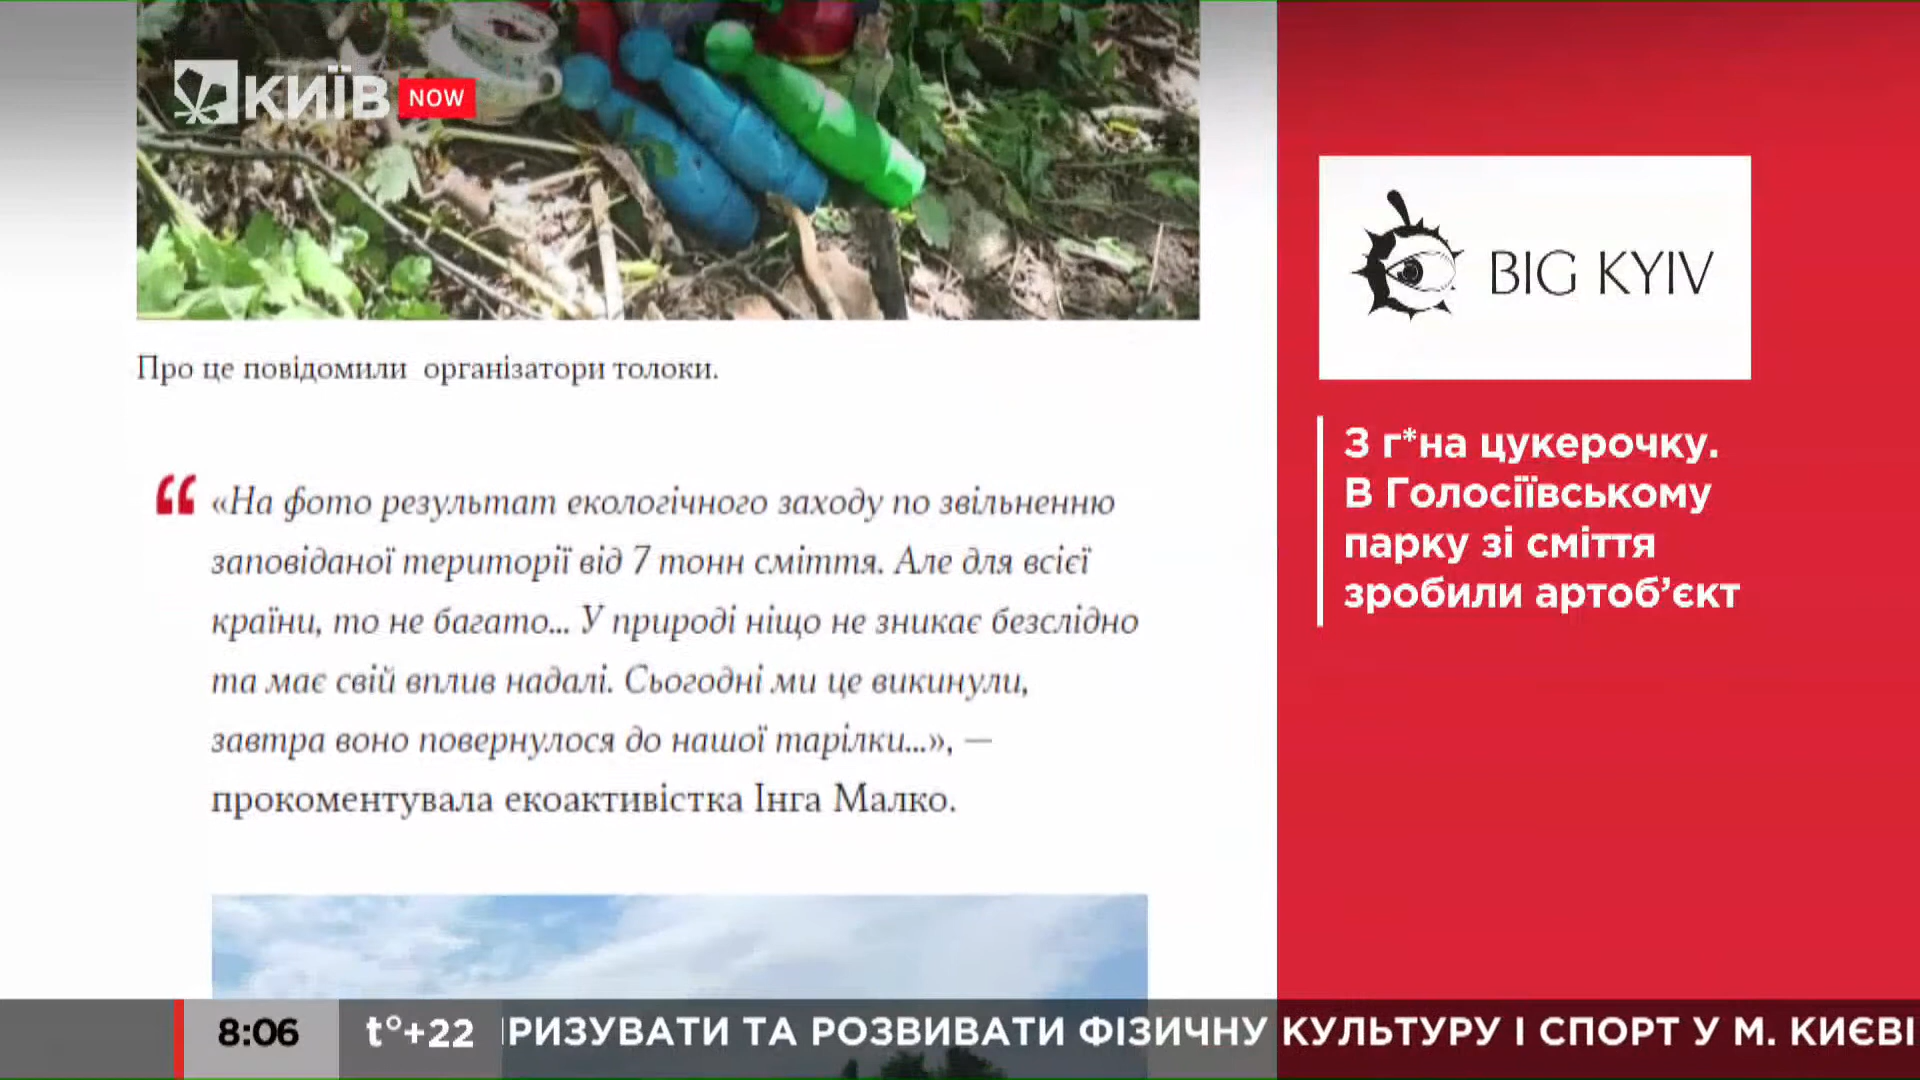 КИЇВ NOW
Про це повідомили організатори толоки.
«На фото результат екологічного заходу по звільненню
заповіданої території від 7 тонн сміття. Але для всієї
країни, то не багато... У природі ніщо не зникає безслідно
та має свій вплив надалі. Сьогодні ми це викинули,
завтра воно повернулося до нашої тарілки...», —
прокоментувала екоактивістка Інга Малко.
BIG KYIV
З г*на цукерочку.
В Голосіївському
парку зі сміття
зробили артоб’єкт
8:06 t°+22
РИЗУВАТИ ТА РОЗВИВАТИ ФІЗИЧНУ КУЛЬТУРУ І СПОРТ У М. КИЄВІ